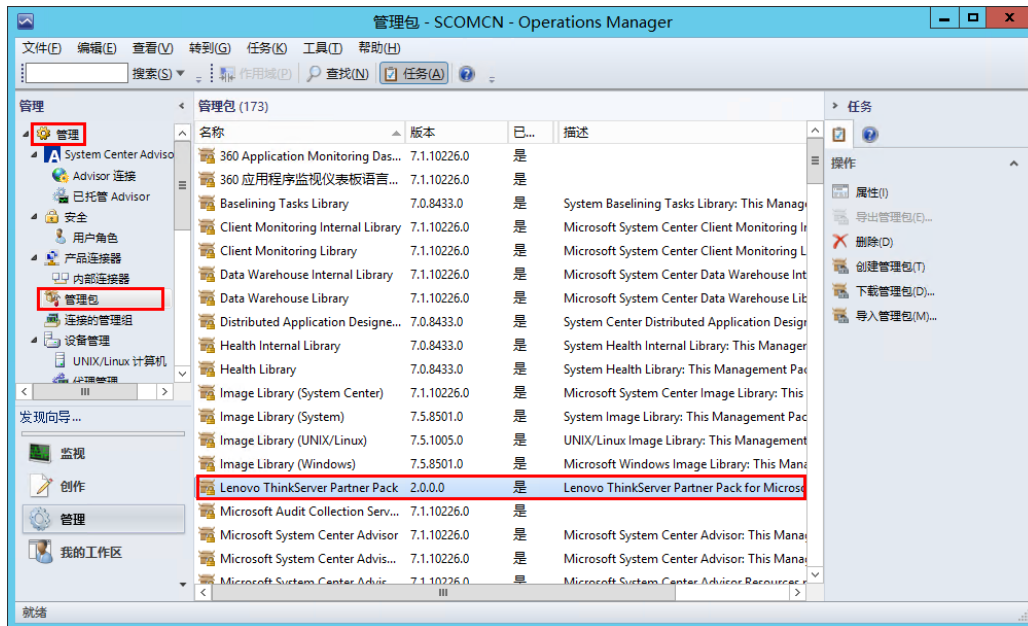 管理包 - SCOMCN - Operations Manager
文件(F) 编辑(E) 查看(V) 转到(G) 任务(K) 工具(T) 帮助(H)
搜索(S) 作用域(P) 查找(N) 任务(A)
管理
管理
System Center Adviso
Advisor 连接
已托管 Advisor
安全
用户角色
产品连接器
内部连接器
管理包
连接的管理组
设备管理
UNIX/Linux 计算机
代理管理
发现向导...
监视
创作
管理
我的工作区
管理包 (173)
名称 版本 已... 描述
360 Application Monitoring Das... 7.1.10226.0 是
360 应用程序监视仪表板语言... 7.1.10226.0 是
Baselining Tasks Library 7.0.8433.0 是 System Baselining Tasks Library: This Manag
Client Monitoring Internal Library 7.1.10226.0 是 Microsoft System Center Client Monitoring In
Client Monitoring Library 7.1.10226.0 是 Microsoft System Center Client Monitoring L
Data Warehouse Internal Library 7.1.10226.0 是 Microsoft System Center Data Warehouse Int
Data Warehouse Library 7.1.10226.0 是 Microsoft System Center Data Warehouse Lib
Distributed Application Designe... 7.0.8433.0 是 System Center Distributed Application Design
Health Internal Library 7.0.8433.0 是 System Health Internal Library: This Manager
Health Library 7.0.8433.0 是 System Health Library: This Management Pac
Image Library (System Center) 7.1.10226.0 是 Microsoft System Center Image Library: This
Image Library (System) 7.5.8501.0 是 System Image Library: This Management Pac
Image Library (UNIX/Linux) 7.5.1005.0 是 UNIX/Linux Image Library: This Management
Image Library (Windows) 7.5.8501.0 是 Microsoft Windows Image Library: This Mana
Lenovo ThinkServer Partner Pack 2.0.0.0 是 Lenovo ThinkServer Partner Pack for Microso
Microsoft Audit Collection Serv... 7.1.10226.0 是
Microsoft System Center Advisor 7.1.10226.0 是 Microsoft System Center Advisor: This Mana
Microsoft System Center Advis... 7.1.10226.0 是 Microsoft System Center Advisor: This Mana
Microsoft System Center Advis... 7.1.10226.0 是 Microsoft System Center Advisor Resources
任务
操作
属性(I)
导出管理包(E)...
删除(D)
创建管理包(T)
下载管理包(D)...
导入管理包(M)...
就绪